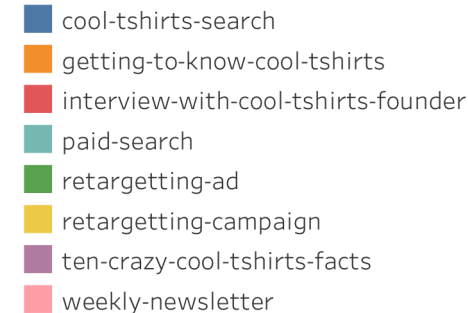 cool-tshirts-search
getting-to-know-cool-tshirts
interview-with-cool-tshirts-founder
paid-search
retargetting-ad
retargetting-campaign
ten-crazy-cool-tshirts-facts
weekly-newsletter